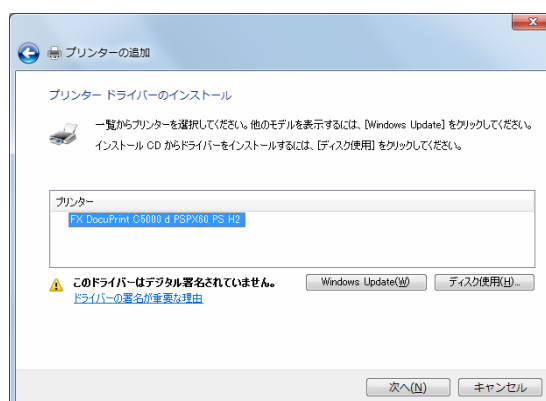 プリンターの追加
プリンター ドライバーのインストール
一覧からプリンターを選択してください。他のモデルを表示するには、[Windows Update] をクリックしてください。
インストール CD からドライバーをインストールするには、[ディスク使用] をクリックしてください。
プリンター
FX DocuPrint C5000 d PSPX60 PS H2
このドライバーはデジタル署名されていません。
ドライバーの署名が重要な理由
Windows Update(W)
ディスク使用(H)...
次へ(N)
キャンセル